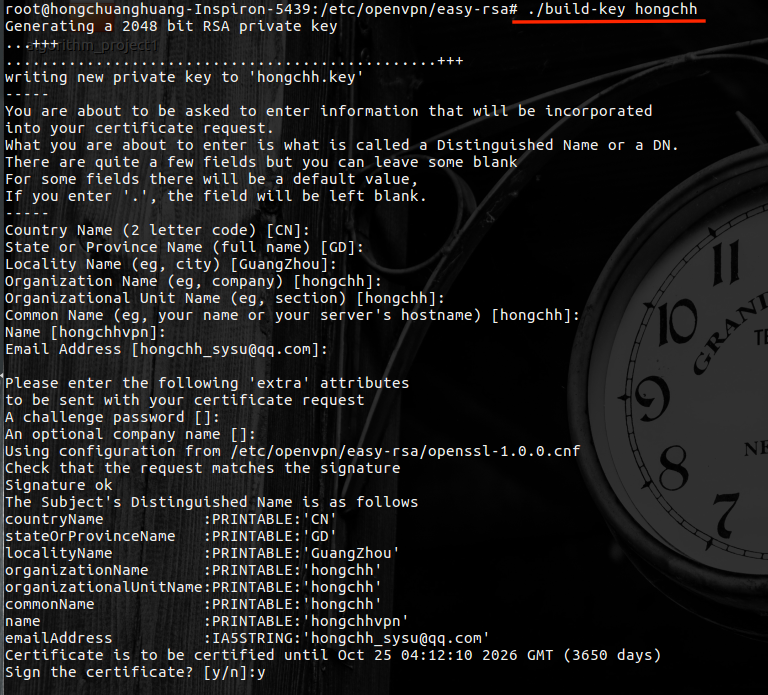 root@hongchuanghuang-Inspiron-5439:/etc/openvpn/easy-rsa# ./build-key hongchh
Generating a 2048 bit RSA private key
...+++
algorithm_project1
................................................+++
writing new private key to 'hongchh.key'
-----
You are about to be asked to enter information that will be incorporated
into your certificate request.
What you are about to enter is what is called a Distinguished Name or a DN.
There are quite a few fields but you can leave some blank
For some fields there will be a default value,
If you enter '.', the field will be left blank.
-----
Country Name (2 letter code) [CN]:
State or Province Name (full name) [GD]:
Locality Name (eg, city) [GuangZhou]:
Organization Name (eg, company) [hongchh]:
Organizational Unit Name (eg, section) [hongchh]:
Common Name (eg, your name or your server's hostname) [hongchh]:
Name [hongchhvpn]:
Email Address [hongchh_sysu@qq.com]:
Please enter the following 'extra' attributes
to be sent with your certificate request
A challenge password []:
An optional company name []:
Using configuration from /etc/openvpn/easy-rsa/openssl-1.0.0.cnf
Check that the request matches the signature
Signature ok
The Subject's Distinguished Name is as follows
countryName           :PRINTABLE:'CN'
stateOrProvinceName   :PRINTABLE:'GD'
localityName          :PRINTABLE:'GuangZhou'
organizationName      :PRINTABLE:'hongchh'
organizationalUnitName:PRINTABLE:'hongchh'
commonName            :PRINTABLE:'hongchh'
name                  :PRINTABLE:'hongchhvpn'
emailAddress          :IA5STRING:'hongchh_sysu@qq.com'
Certificate is to be certified until Oct 25 04:12:10 2026 GMT (3650 days)
Sign the certificate? [y/n]:y
11
10
9
8
7
GRAND